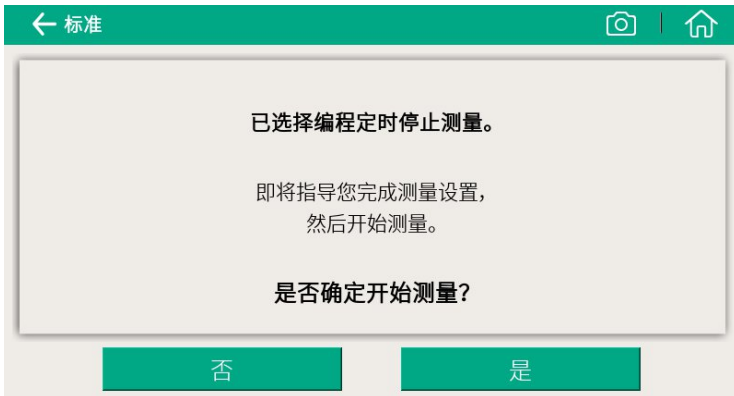 标准
已选择编程定时停止测量。
即将指导您完成测量设置，
然后开始测量。
是否确定开始测量？
否
是